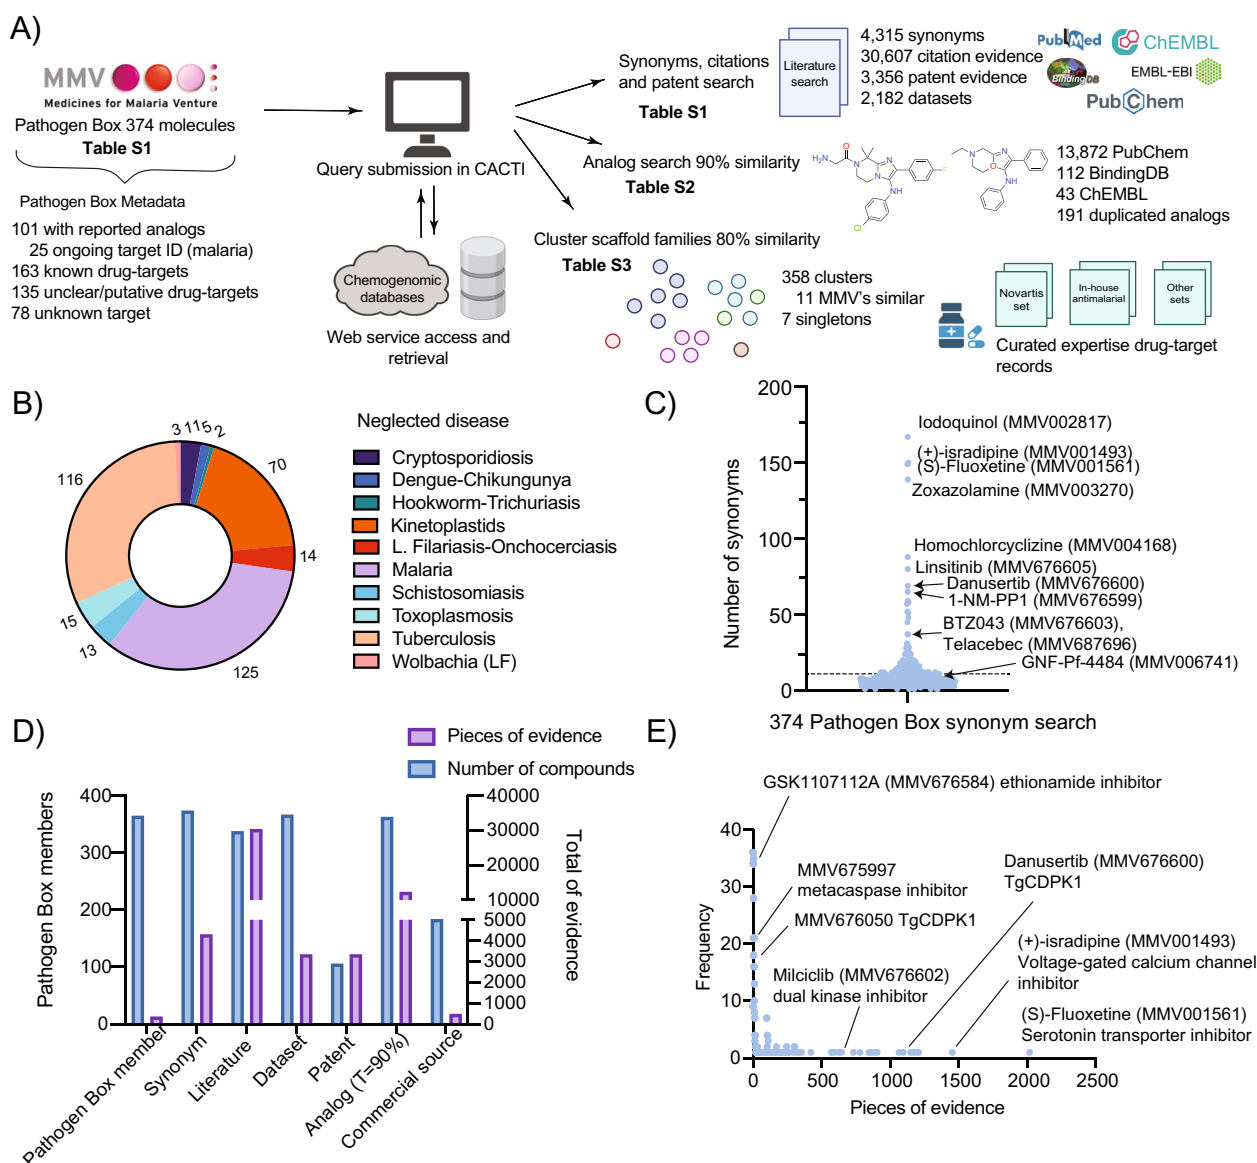 A)
MMV
Medicines for Malaria Venture
Pathogen Box 374 molecules
Table S1
Pathogen Box Metadata
101 with reported analogs
25 ongoing target ID (malaria)
163 known drug-targets
135 unclear/putative drug-targets
78 unknown target
Query submission in CACTI
Chemogenomic
databases
Web service access and
retrieval
Synonyms, citations
and patent search
Table S1
Literature
search
4,315 synonyms
30,607 citation evidence
3,356 patent evidence
2,182 datasets
PubMed
ChEMBL
BindingDB
EMBL-EBI
PubChem
Analog search 90% similarity
Table S2
H2N
O
N
N
N
NH
F
Cl
N
N
O
NH
13,872 PubChem
112 BindingDB
43 ChEMBL
191 duplicated analogs
Cluster scaffold families 80% similarity
Table S3
358 clusters
11 MMV's similar
7 singletons
Novartis
set
In-house
antimalarial
Other
sets
Curated expertise drug-target
records
B)
3
11
5
2
70
14
125
13
15
116
Neglected disease
Cryptosporidiosis
Dengue-Chikungunya
Hookworm-Trichuriasis
Kinetoplastids
L. Filariasis-Onchocerciasis
Malaria
Schistosomiasis
Toxoplasmosis
Tuberculosis
Wolbachia (LF)
C)
Number of synonyms
200
150
100
50
0
Iodoquinol (MMV002817)
(+)-isradipine (MMV001493)
(S)-Fluoxetine (MMV001561)
Zoxazolamine (MMV003270)
Homochlorcyclizine (MMV004168)
Linsitinib (MMV676605)
Danusertib (MMV676600)
1-NM-PP1 (MMV676599)
BTZ043 (MMV676603),
Telacebec (MMV687696)
GNF-Pf-4484 (MMV006741)
374 Pathogen Box synonym search
D)
Pieces of evidence
Number of compounds
Pathogen Box members
400
300
200
100
0
40000
30000
20000
10000
5000
4000
3000
2000
1000
0
Total of evidence
Pathogen Box member
Synonym
Literature
Dataset
Patent
Analog (T=90%)
Commercial source
E)
GSK1107112A (MMV676584) ethionamide inhibitor
MMV675997
metacaspase inhibitor
MMV676050 TgCDPK1
Milciclib (MMV676602)
dual kinase inhibitor
Danusertib (MMV676600)
TgCDPK1
(+)-isradipine (MMV001493)
Voltage-gated calcium channel
inhibitor
(S)-Fluoxetine (MMV001561)
Serotonin transporter inhibitor
Frequency
40
30
20
10
0
0
500
1000
1500
2000
2500
Pieces of evidence